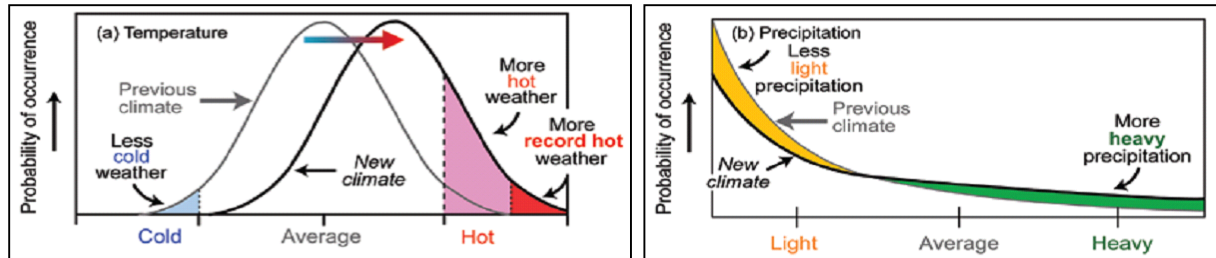 (a) Temperature
Probability of occurrence
Previous
climate
Less
cold
weather
New
climate
More
hot
weather
More
record hot
weather
Cold
Average
Hot
(b) Precipitation
Probability of occurrence
Less
light
precipitation
Previous
climate
New
climate
More
heavy
precipitation
Light
Average
Heavy